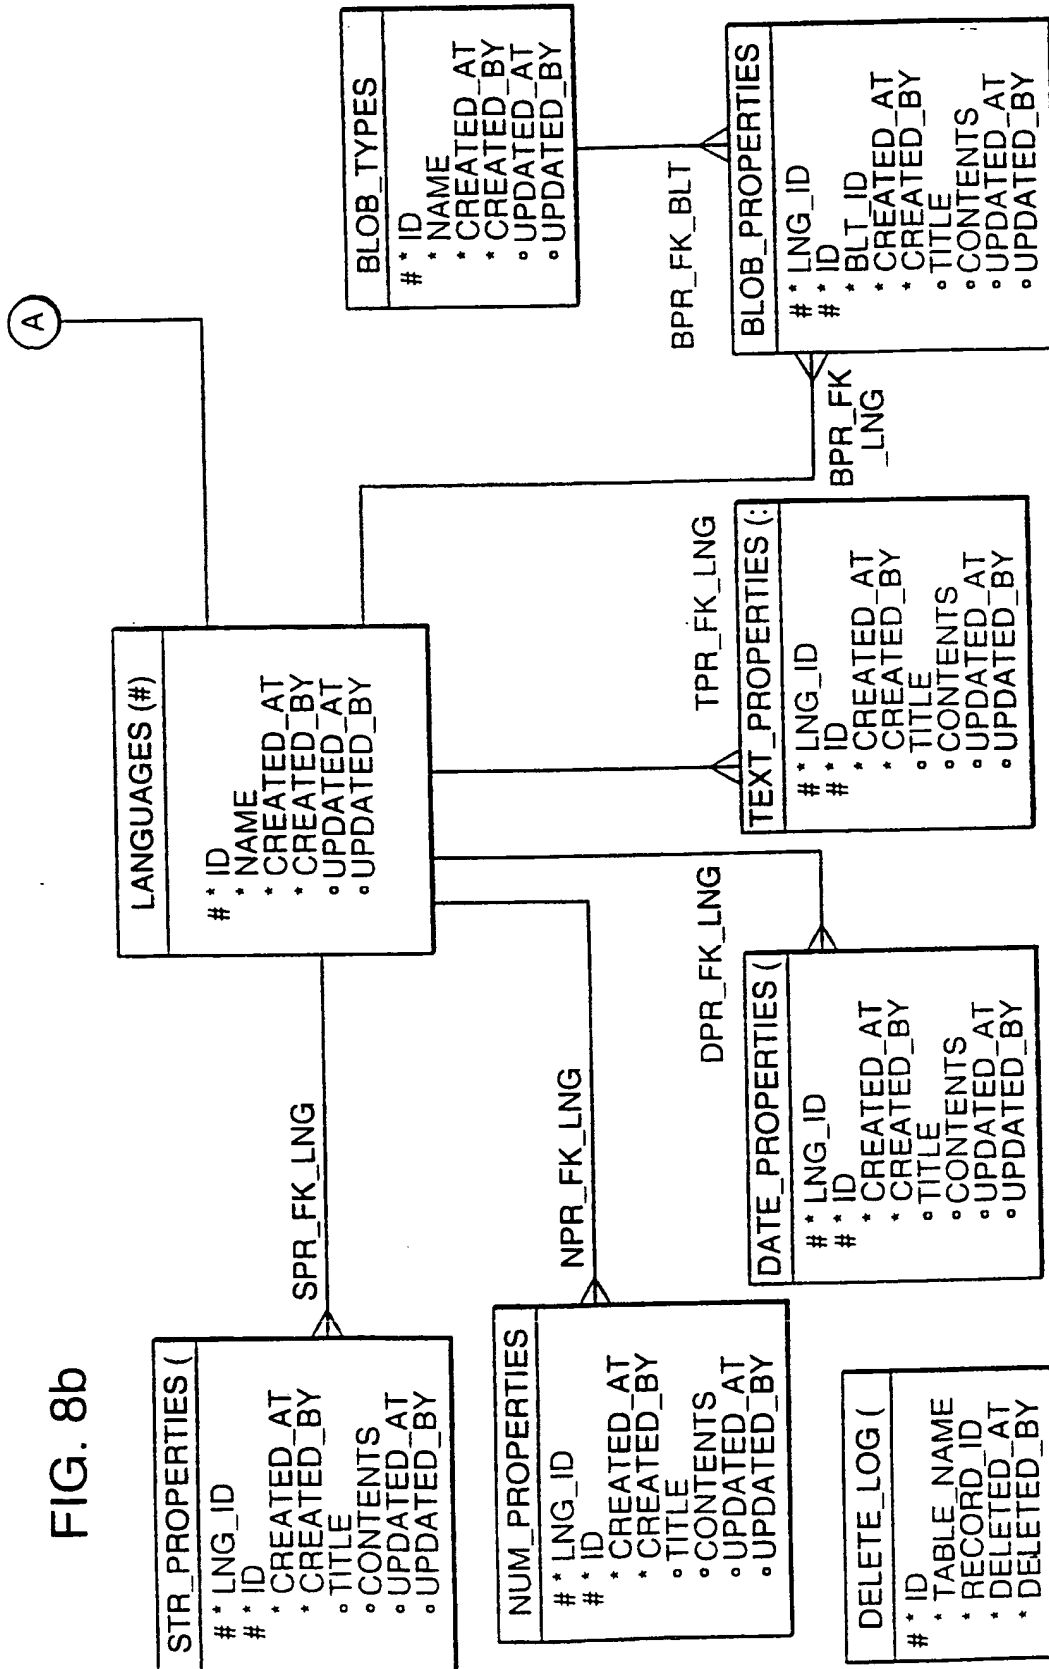 FIG. 8b
A
STR_PROPERTIES (
# * LNG_ID
# * ID
* CREATED_AT
* CREATED_BY
° TITLE
° CONTENTS
° UPDATED_AT
° UPDATED_BY
SPR_FK_LNG
LANGUAGES (#)
# * ID
* NAME
* CREATED_AT
* CREATED_BY
° UPDATED_AT
° UPDATED_BY
BLOB_TYPES
# * ID
* NAME
* CREATED_AT
* CREATED_BY
° UPDATED_AT
° UPDATED_BY
NUM_PROPERTIES
# * LNG_ID
# * ID
* CREATED_AT
* CREATED_BY
° TITLE
° CONTENTS
° UPDATED_AT
° UPDATED_BY
NPR_FK_LNG
DPR_FK_LNG
TPR_FK_LNG
BPR_FK_BLT
BPR_FK
_LNG
DELETE_LOG (
# * ID
* TABLE_NAME
* RECORD_ID
* DELETED_AT
* DELETED_BY
DATE_PROPERTIES (
# * LNG_ID
# * ID
* CREATED_AT
* CREATED_BY
° TITLE
° CONTENTS
° UPDATED_AT
° UPDATED_BY
TEXT_PROPERTIES (:
# * LNG_ID
# * ID
* CREATED_AT
* CREATED_BY
° TITLE
° CONTENTS
° UPDATED_AT
° UPDATED_BY
BLOB_PROPERTIES
# * LNG_ID
# * ID
* BLT_ID
* CREATED_AT
* CREATED_BY
° TITLE
° CONTENTS
° UPDATED_AT
° UPDATED_BY